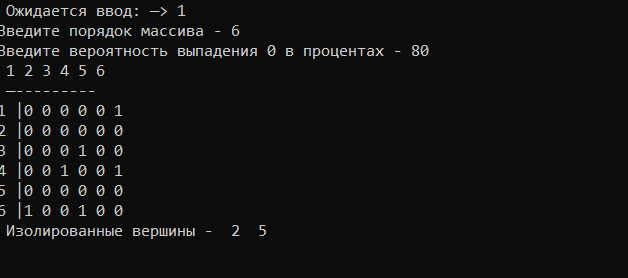 Ожидается ввод: —> 1
Введите порядок массива - 6
Введите вероятность выпадения 0 в процентах - 80
1 2 3 4 5 6
—---------
1 |0 0 0 0 0 1
2 |0 0 0 0 0 0
3 |0 0 0 1 0 0
4 |0 0 1 0 0 1
5 |0 0 0 0 0 0
6 |1 0 0 1 0 0
Изолированные вершины -  2  5